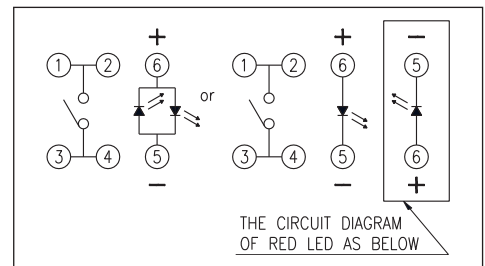 + + −
1 2 6 1 2 6 5
or
3 4 5 3 4 5 6
− − +
THE CIRCUIT DIAGRAM
OF RED LED AS BELOW